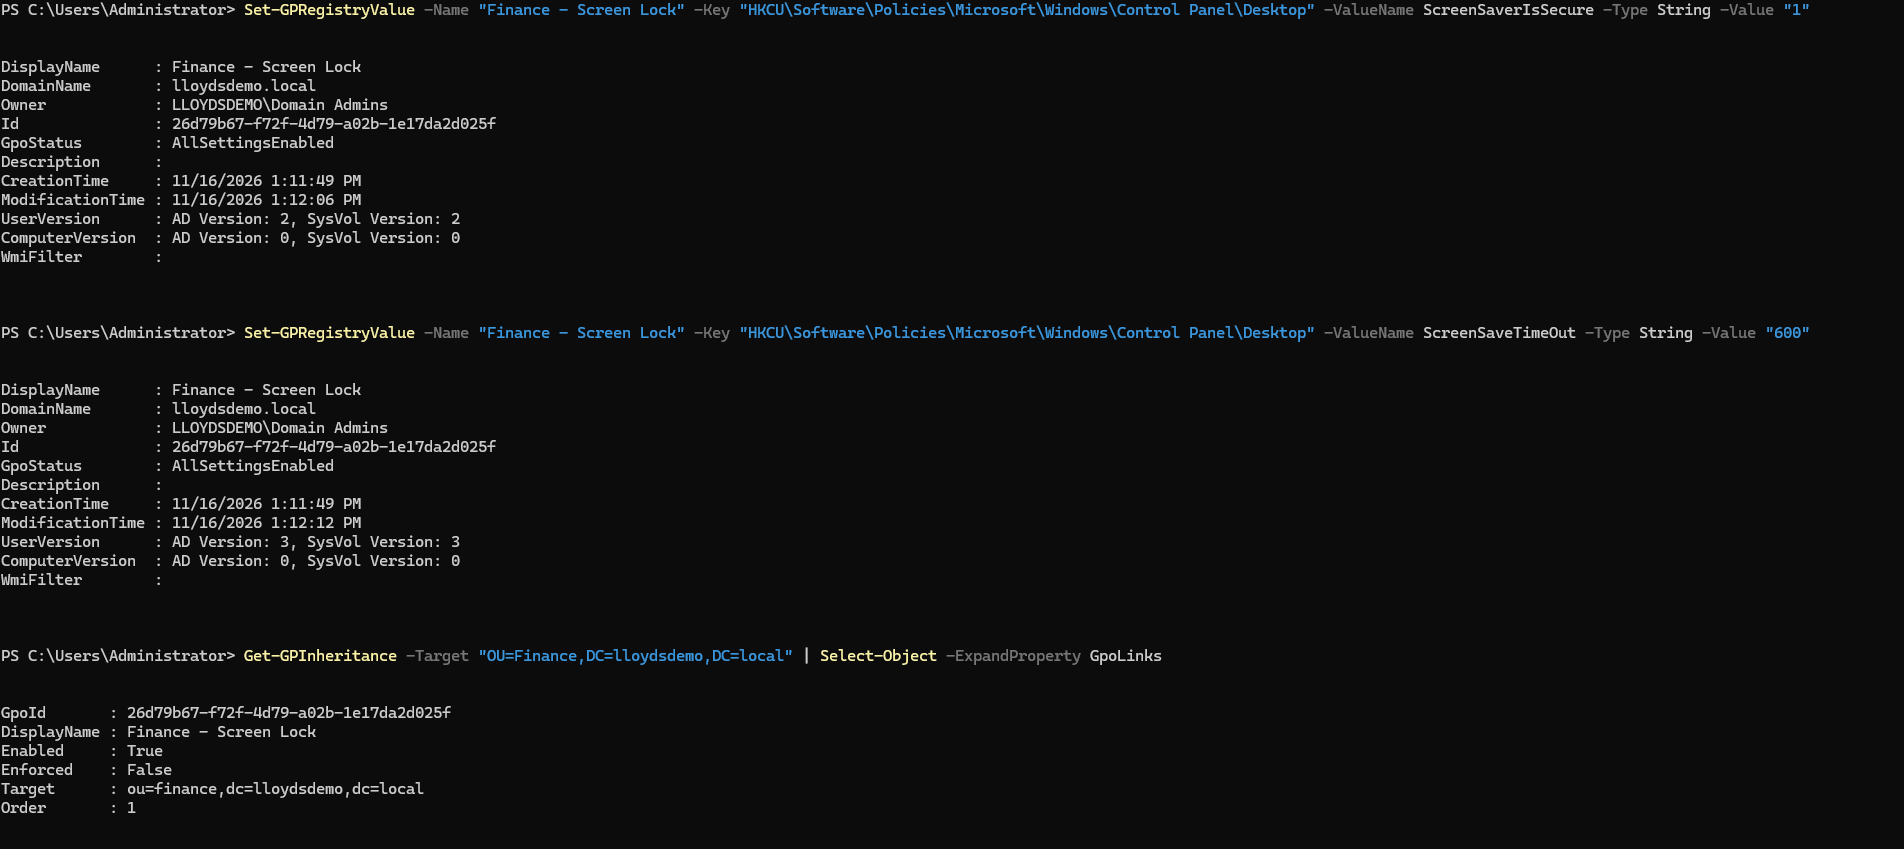 PS C:\Users\Administrator> Set-GPRegistryValue -Name "Finance - Screen Lock" -Key "HKCU\Software\Policies\Microsoft\Windows\Control Panel\Desktop" -ValueName ScreenSaverIsSecure -Type String -Value "1"
DisplayName      : Finance - Screen Lock
DomainName       : lloydsdemo.local
Owner            : LLOYDSDEMO\Domain Admins
Id               : 26d79b67-f72f-4d79-a02b-1e17da2d025f
GpoStatus        : AllSettingsEnabled
Description      :
CreationTime     : 11/16/2026 1:11:49 PM
ModificationTime : 11/16/2026 1:12:06 PM
UserVersion      : AD Version: 2, SysVol Version: 2
ComputerVersion  : AD Version: 0, SysVol Version: 0
WmiFilter        :
PS C:\Users\Administrator> Set-GPRegistryValue -Name "Finance - Screen Lock" -Key "HKCU\Software\Policies\Microsoft\Windows\Control Panel\Desktop" -ValueName ScreenSaveTimeOut -Type String -Value "600"
DisplayName      : Finance - Screen Lock
DomainName       : lloydsdemo.local
Owner            : LLOYDSDEMO\Domain Admins
Id               : 26d79b67-f72f-4d79-a02b-1e17da2d025f
GpoStatus        : AllSettingsEnabled
Description      :
CreationTime     : 11/16/2026 1:11:49 PM
ModificationTime : 11/16/2026 1:12:12 PM
UserVersion      : AD Version: 3, SysVol Version: 3
ComputerVersion  : AD Version: 0, SysVol Version: 0
WmiFilter        :
PS C:\Users\Administrator> Get-GPInheritance -Target "OU=Finance,DC=lloydsdemo,DC=local" | Select-Object -ExpandProperty GpoLinks
GpoId       : 26d79b67-f72f-4d79-a02b-1e17da2d025f
DisplayName : Finance - Screen Lock
Enabled     : True
Enforced    : False
Target      : ou=finance,dc=lloydsdemo,dc=local
Order       : 1